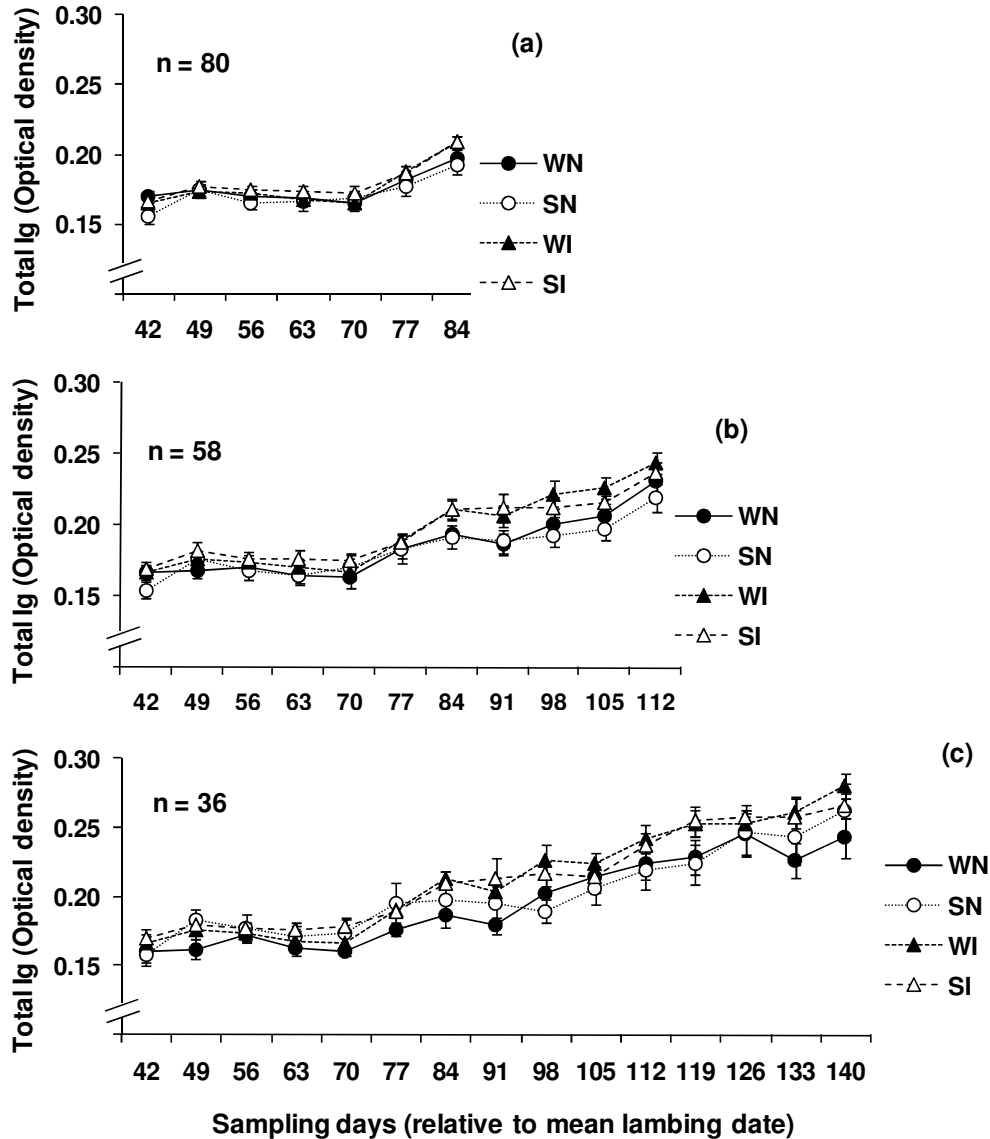 0.30
(a)
n = 80
0.25
0.20
0.15
Total Ig (Optical density)
WN
SN
WI
SI
42 49 56 63 70 77 84
0.30
(b)
n = 58
0.25
0.20
0.15
Total Ig (Optical density)
WN
SN
WI
SI
42 49 56 63 70 77 84 91 98 105 112
0.30
(c)
n = 36
0.25
0.20
0.15
Total Ig (Optical density)
WN
SN
WI
SI
42 49 56 63 70 77 84 91 98 105 112 119 126 133 140
Sampling days (relative to mean lambing date)